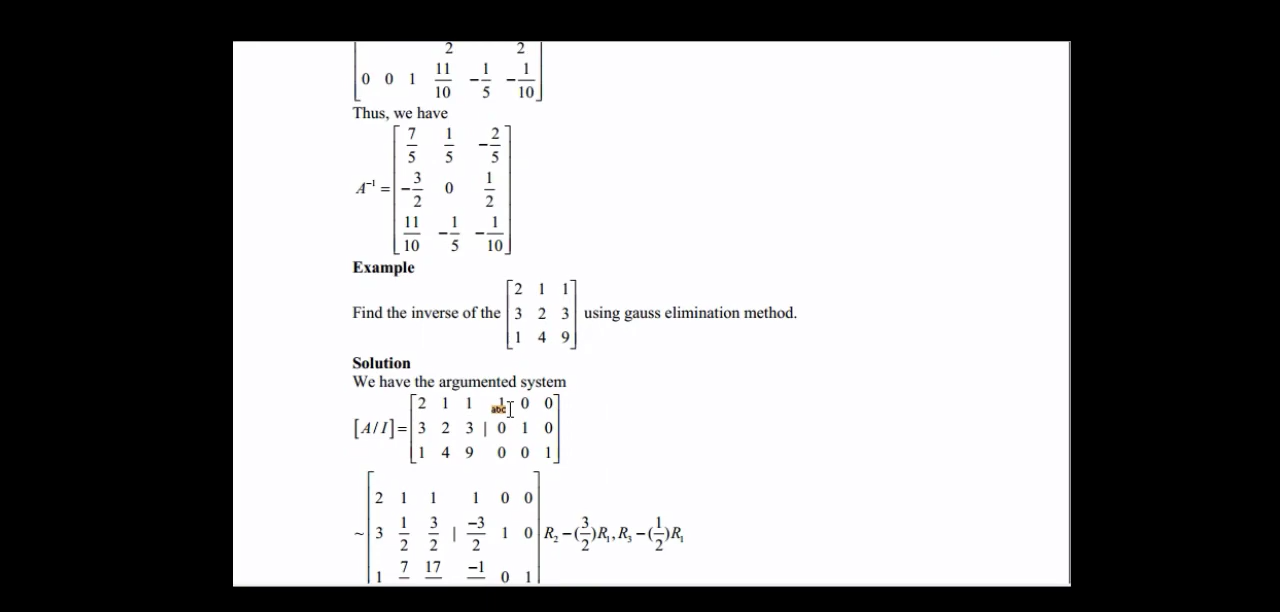 2 2
0 0 1 11/10 -1/5 -1/10
Thus, we have
7/5 1/5 -2/5
A⁻¹ = -3/2 0 1/2
11/10 -1/5 -1/10
Example
2 1 1
Find the inverse of the 3 2 3 using gauss elimination method.
1 4 9
Solution
We have the argumented system
2 1 1 1 0 0
[A/I]= 3 2 3 | 0 1 0
1 4 9 0 0 1
2 1 1 1 0 0
~ 3 1/2 3/2 | -3/2 1 0 R₂-(3/2)R₁, R₃-(1/2)R₁
1 7 17 -1 0 1